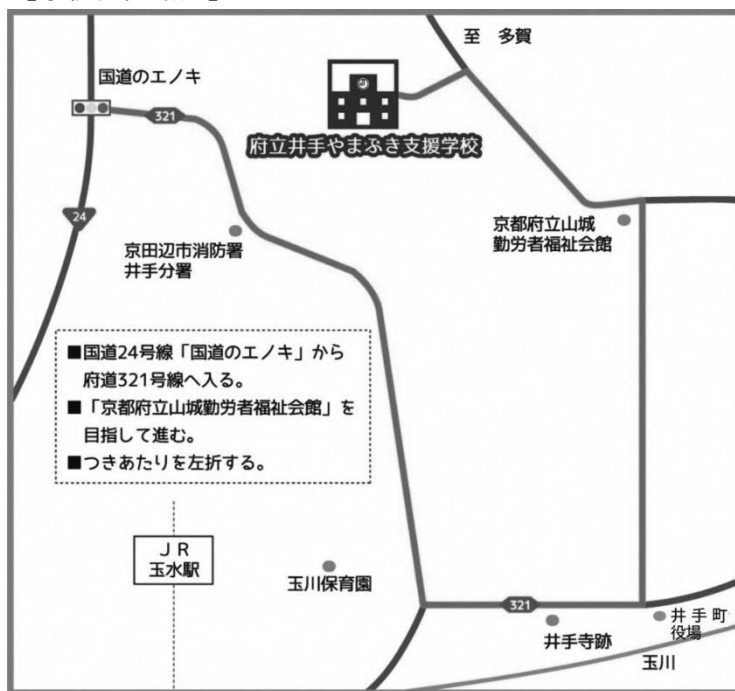 至 多賀
国道のエノキ
321
府立井手やまぶき支援学校
24
京田辺市消防署
井手分署
京都府立山城
勤労者福祉会館
■国道24号線「国道のエノキ」から
府道321号線へ入る。
■「京都府立山城勤労者福祉会館」を
目指して進む。
■つきあたりを左折する。
ＪＲ
玉水駅
玉川保育園
321
井手寺跡
井手町
役場
玉川